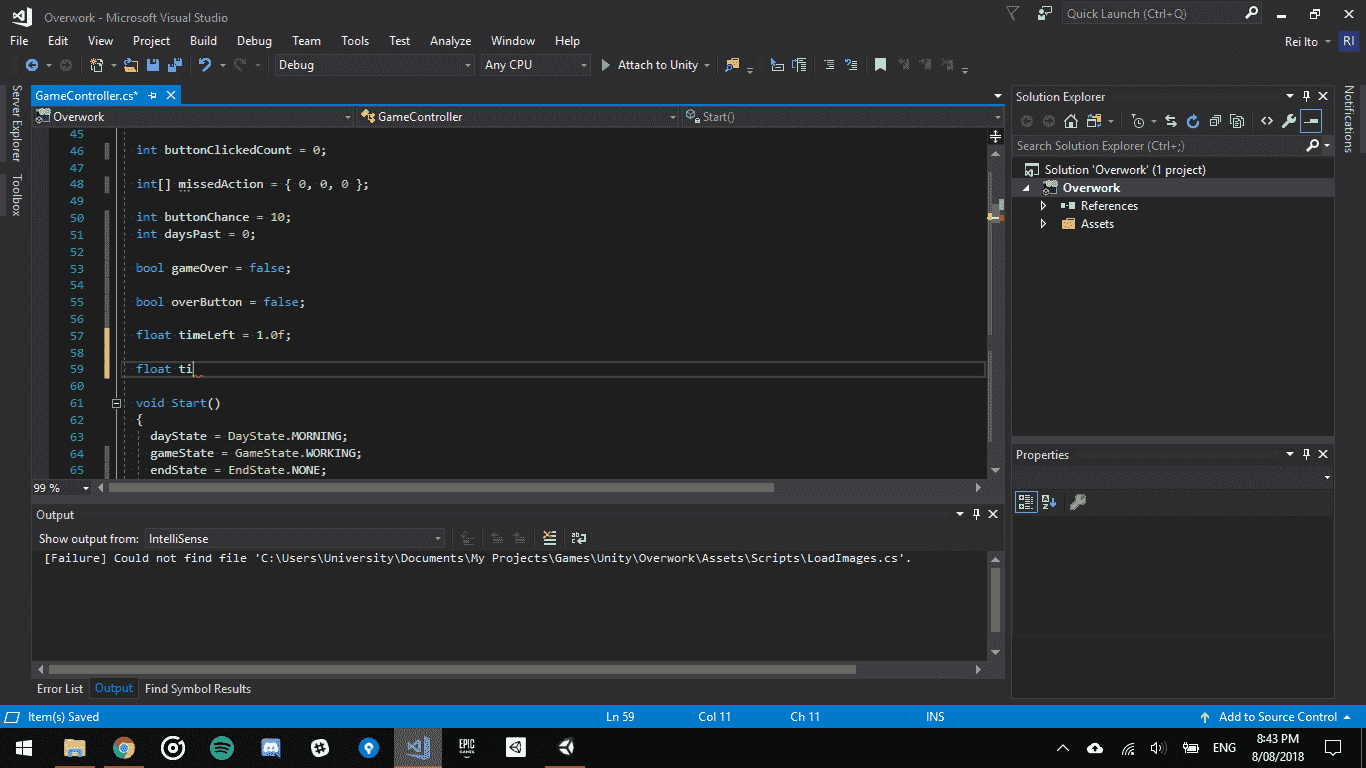 Overwork - Microsoft Visual Studio
Quick Launch (Ctrl+Q)
File Edit View Project Build Debug Team Tools Test Analyze Window Help
Rei Ito RI
Debug Any CPU Attach to Unity
Server Explorer
Toolbox
GameController.cs*
Overwork GameController Start()
45
46 int buttonClickedCount = 0;
47
48 int[] missedAction = { 0, 0, 0 };
49
50 int buttonChance = 10;
51 int daysPast = 0;
52
53 bool gameOver = false;
54
55 bool overButton = false;
56
57 float timeLeft = 1.0f;
58
59 float ti
60
61 void Start()
62 {
63 dayState = DayState.MORNING;
64 gameState = GameState.WORKING;
65 endState = EndState.NONE;
99 %
Output
Show output from: IntelliSense
[Failure] Could not find file 'C:\Users\University\Documents\My Projects\Games\Unity\Overwork\Assets\Scripts\LoadImages.cs'.
Error List Output Find Symbol Results
Solution Explorer
Search Solution Explorer (Ctrl+;)
Solution 'Overwork' (1 project)
Overwork
References
Assets
Properties
Notifications
Item(s) Saved Ln 59 Col 11 Ch 11 INS Add to Source Control
EPIC
GAMES
ENG
8:43 PM
8/08/2018